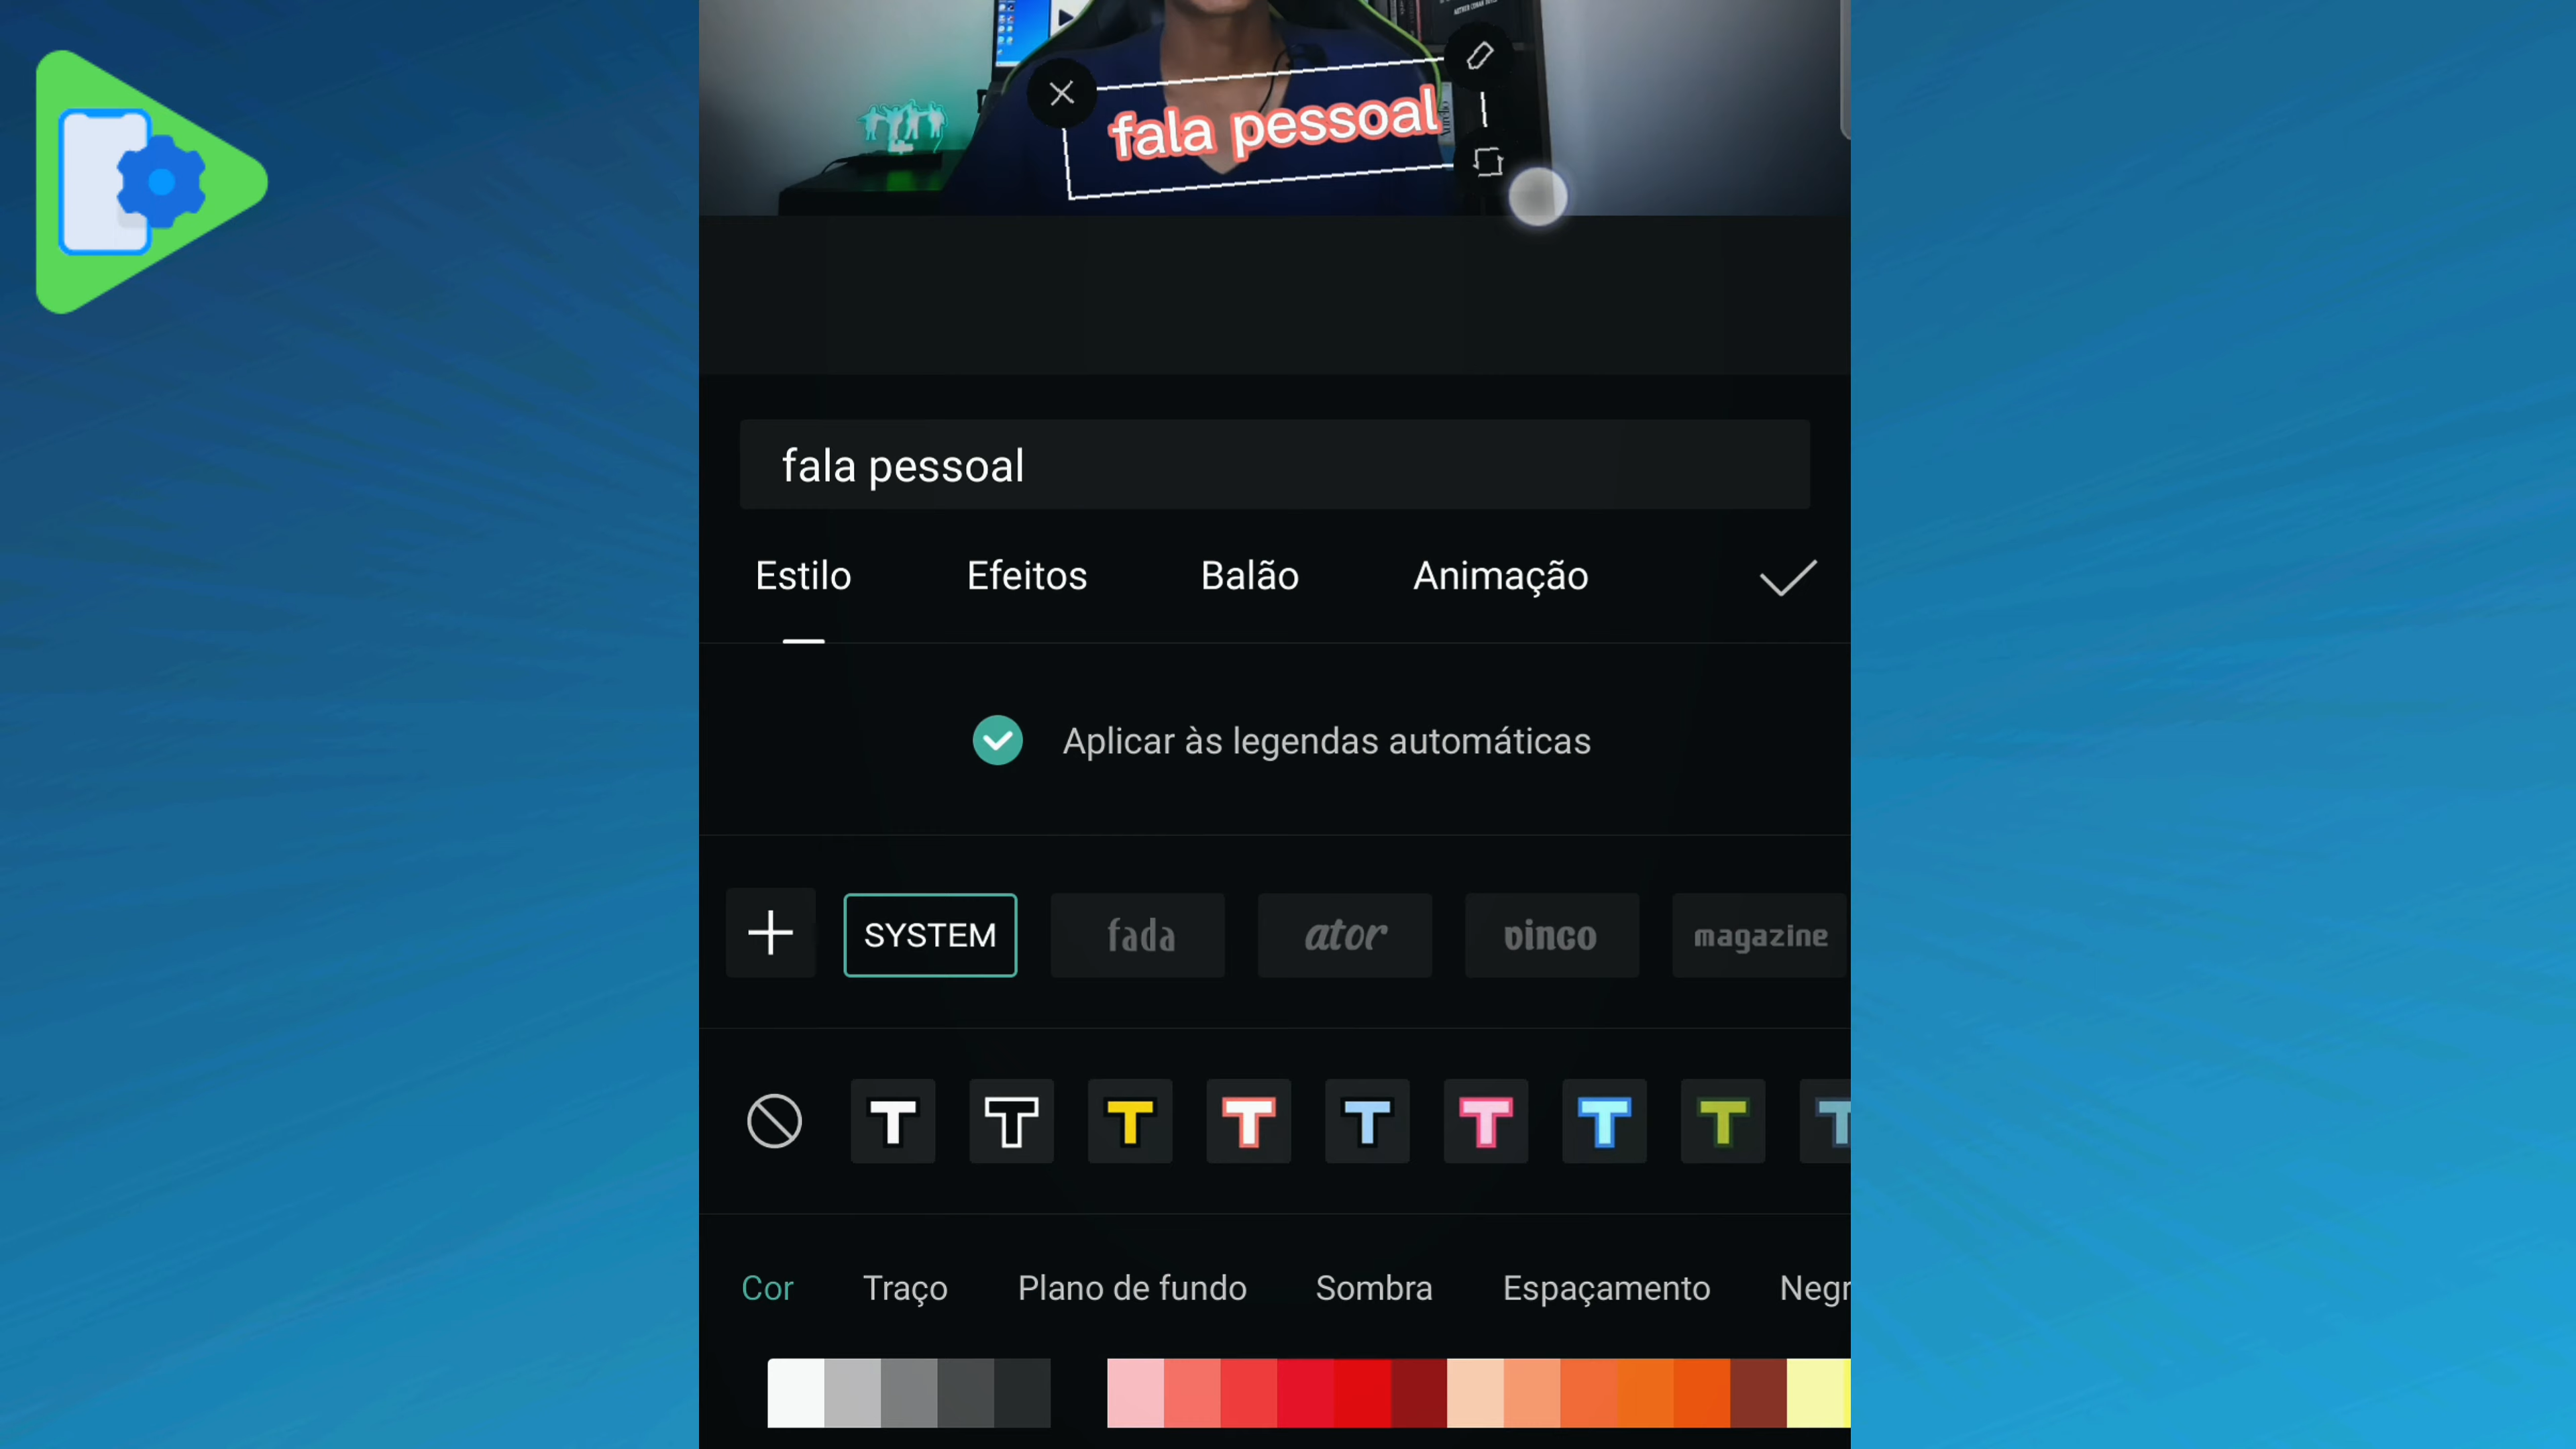 fala pessoal
fala pessoal
Estilo
Efeitos
Balão
Animação
Aplicar às legendas automáticas
SYSTEM
fada
ator
vinco
magazine
T T T T T T T T T
Cor
Traço
Plano de fundo
Sombra
Espaçamento
Negr